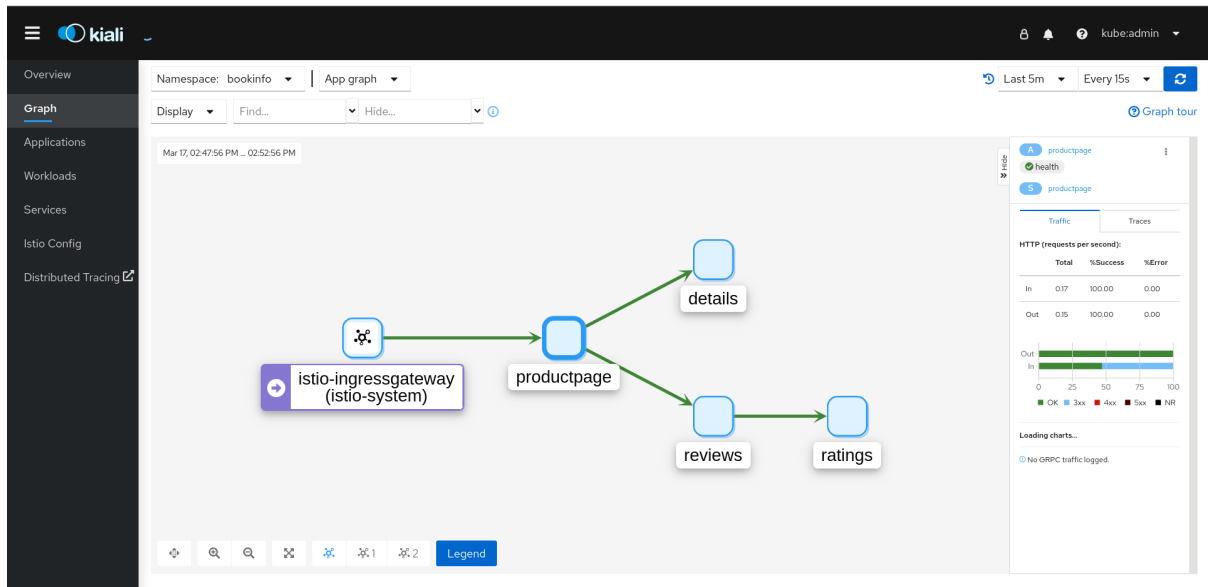 kiali
kube:admin
Overview
Graph
Applications
Workloads
Services
Istio Config
Distributed Tracing
Namespace: bookinfo
App graph
Last 5m
Every 15s
Display
Find...
Hide...
Graph tour
Mar 17, 02:47:56 PM ... 02:52:56 PM
details
istio-ingressgateway
(istio-system)
productpage
reviews
ratings
1
2
Legend
Hide
A productpage
health
S productpage
Traffic Traces
HTTP (requests per second):
Total %Success %Error
In 0.17 100.00 0.00
Out 0.15 100.00 0.00
Out
In
0 25 50 75 100
OK 3xx 4xx 5xx NR
Loading charts...
No GRPC traffic logged.